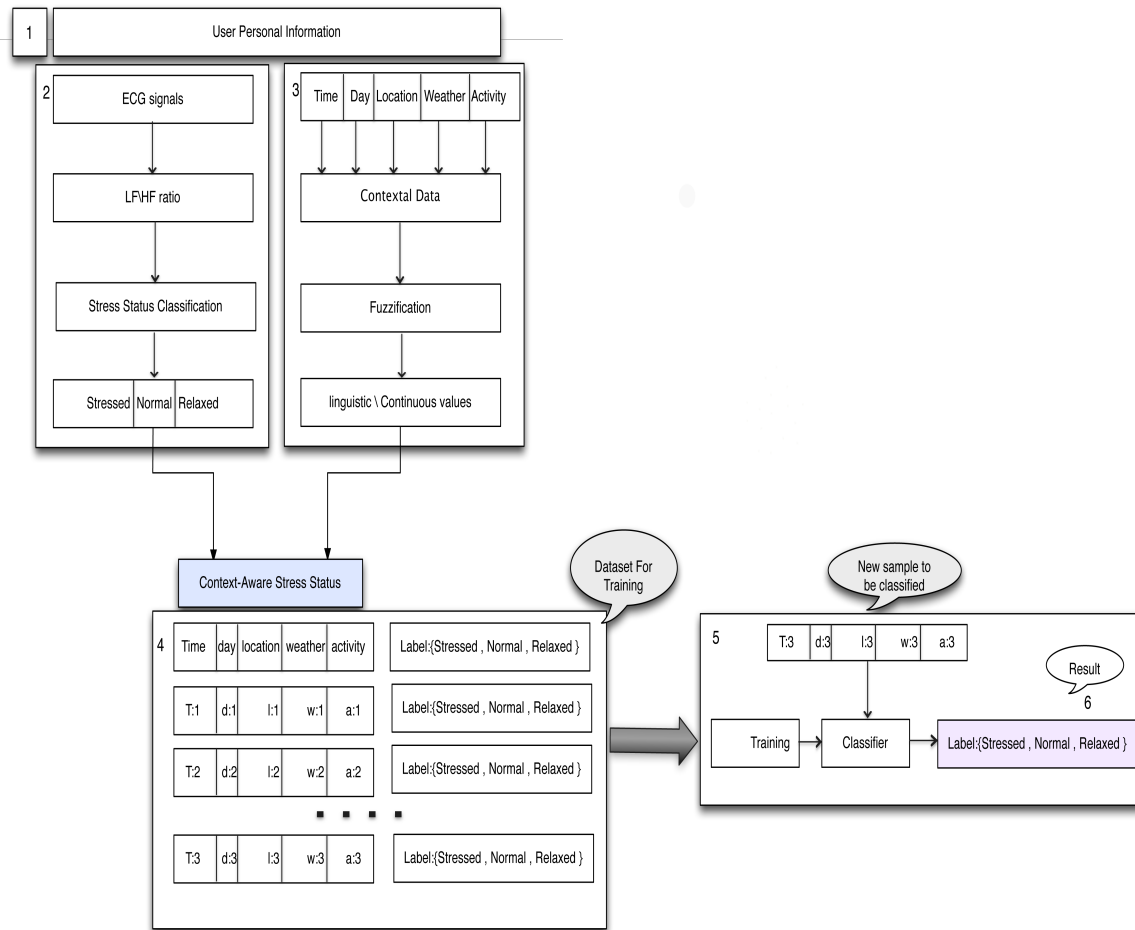 1
User Personal Information
2
ECG signals
LF\HF ratio
Stress Status Classification
Stressed Normal Relaxed
3
Time Day Location Weather Activity
Contextal Data
Fuzzification
linguistic \ Continuous values
Context-Aware Stress Status
Dataset For
Training
4
Time day location weather activity Label:{Stressed , Normal , Relaxed }
T:1 d:1 l:1 w:1 a:1 Label:{Stressed , Normal , Relaxed }
T:2 d:2 l:2 w:2 a:2 Label:{Stressed , Normal , Relaxed }
. . . .
T:3 d:3 l:3 w:3 a:3 Label:{Stressed , Normal , Relaxed }
New sample to
be classified
5
T:3 d:3 l:3 w:3 a:3
Result
6
Training
Classifier
Label:{Stressed , Normal , Relaxed }